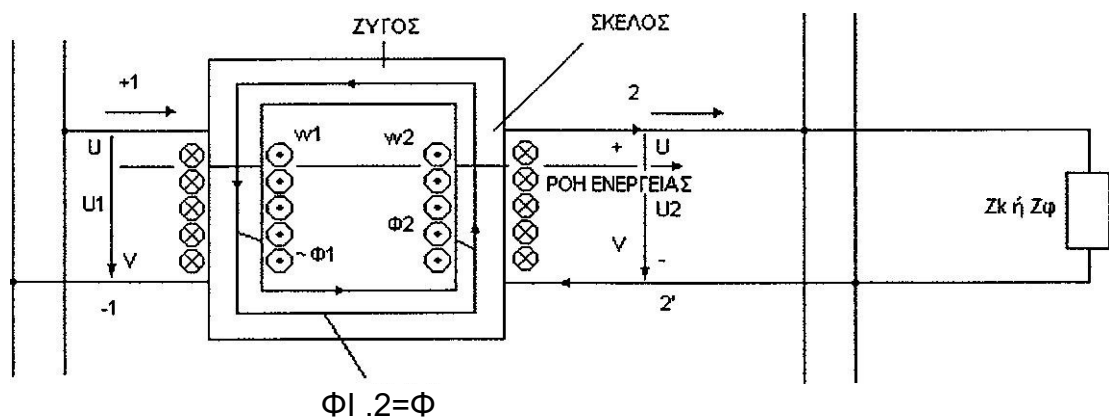 ΖΥΓΟΣ
ΣΚΕΛΟΣ
+1
2
U
w1
w2
+
U
ΡΟΗ ΕΝΕΡΓΕΙΑΣ
U1
U2
Zk ή Zφ
Φ2
V
~Φ1
V
-
-1
2'
ΦΙ .2=Φ